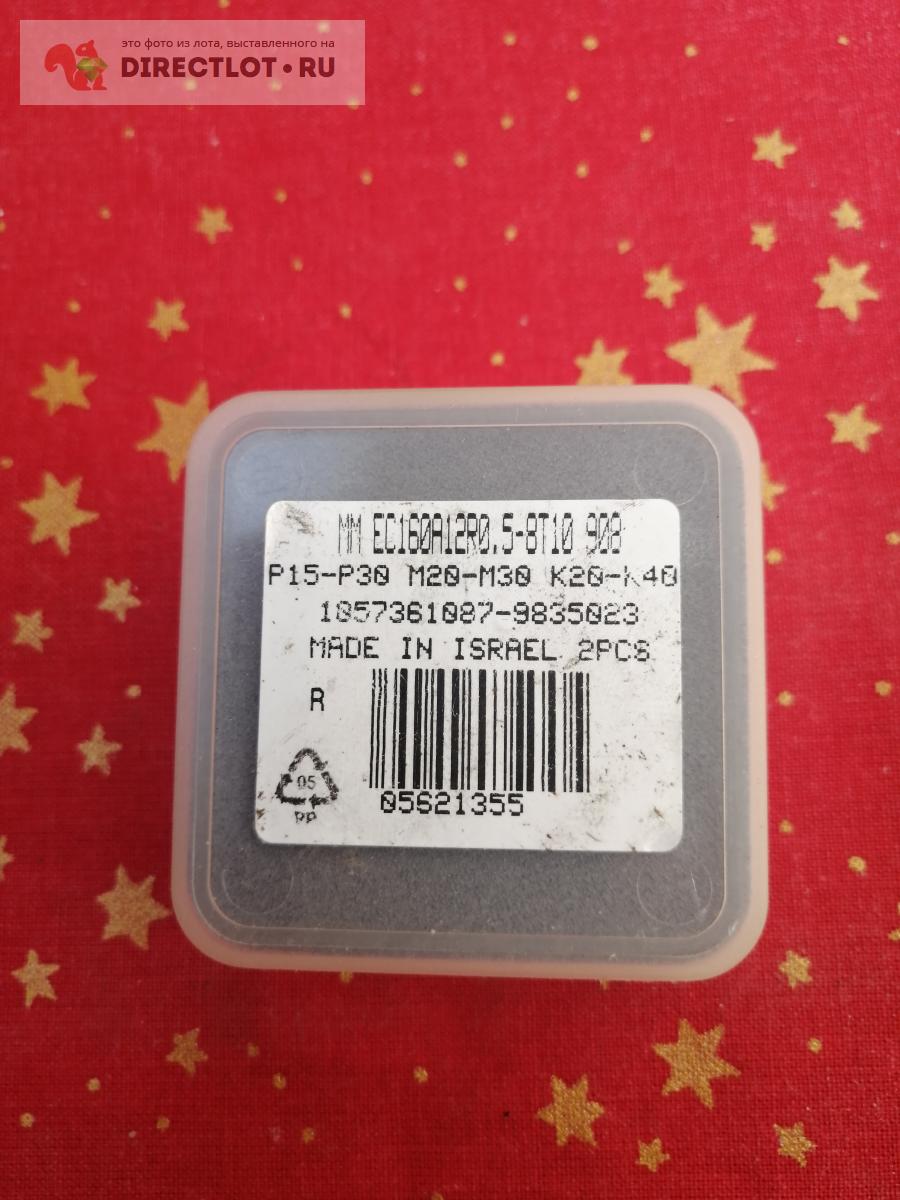 это фото из лота, выставленного на
DIRECTLOT.RU
MM EC160A12R0.5-8T10 908
P15-P30 M20-M30 K20-K40
1057361087-9835023
MADE IN ISRAEL 2PCS
R
05621355
05
PP